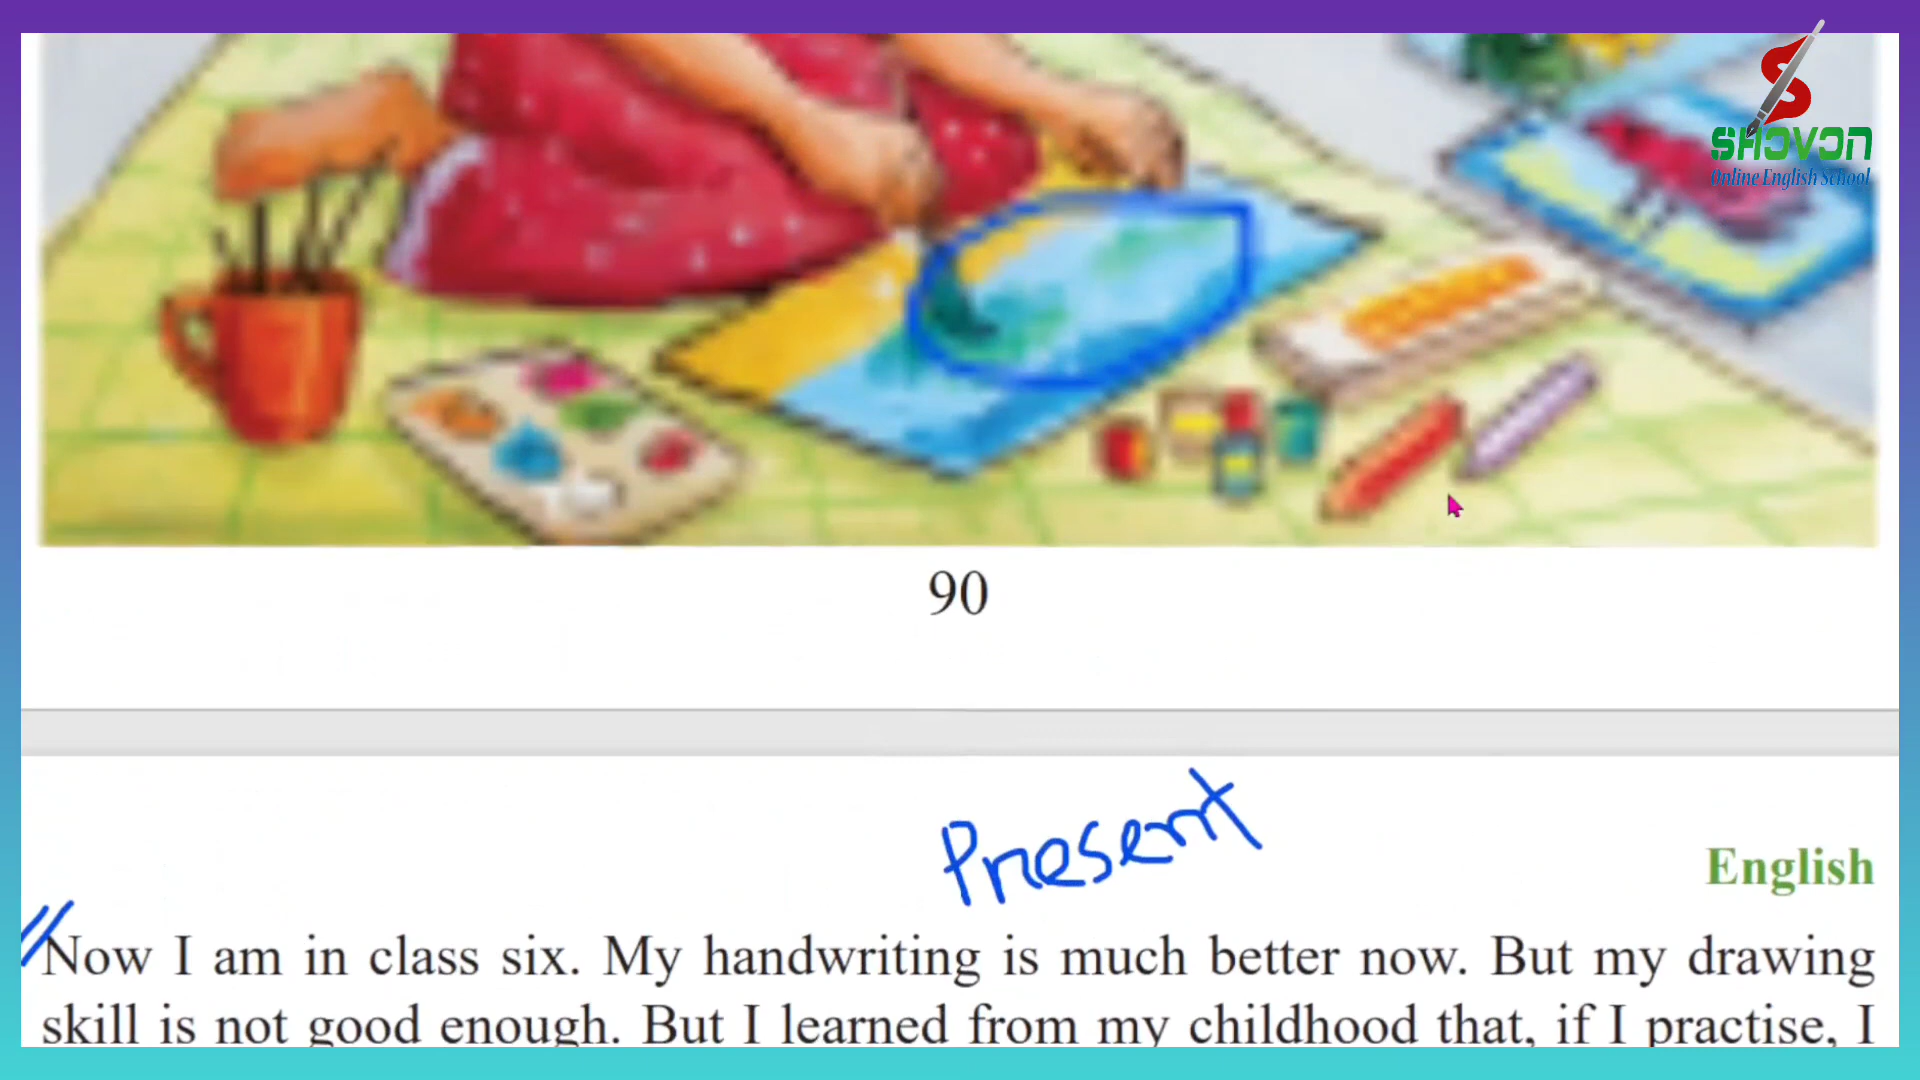 SHOVON
Online English School
90
Present
English
Now I am in class six. My handwriting is much better now. But my drawing
skill is not good enough. But I learned from my childhood that, if I practise, I